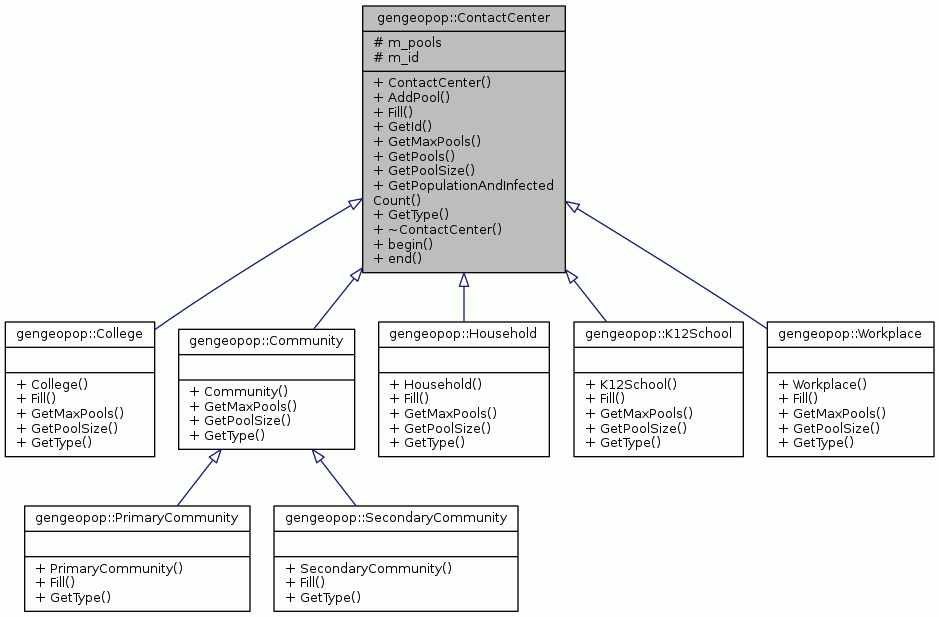 gengeopop::ContactCenter
# m_pools
# m_id
+ ContactCenter()
+ AddPool()
+ Fill()
+ GetId()
+ GetMaxPools()
+ GetPools()
+ GetPoolSize()
+ GetPopulationAndInfected
Count()
+ GetType()
+ ~ContactCenter()
+ begin()
+ end()
gengeopop::College
+ College()
+ Fill()
+ GetMaxPools()
+ GetPoolSize()
+ GetType()
gengeopop::Community
+ Community()
+ GetMaxPools()
+ GetPoolSize()
+ GetType()
gengeopop::Household
+ Household()
+ Fill()
+ GetMaxPools()
+ GetPoolSize()
+ GetType()
gengeopop::K12School
+ K12School()
+ Fill()
+ GetMaxPools()
+ GetPoolSize()
+ GetType()
gengeopop::Workplace
+ Workplace()
+ Fill()
+ GetMaxPools()
+ GetPoolSize()
+ GetType()
gengeopop::PrimaryCommunity
+ PrimaryCommunity()
+ Fill()
+ GetType()
gengeopop::SecondaryCommunity
+ SecondaryCommunity()
+ Fill()
+ GetType()